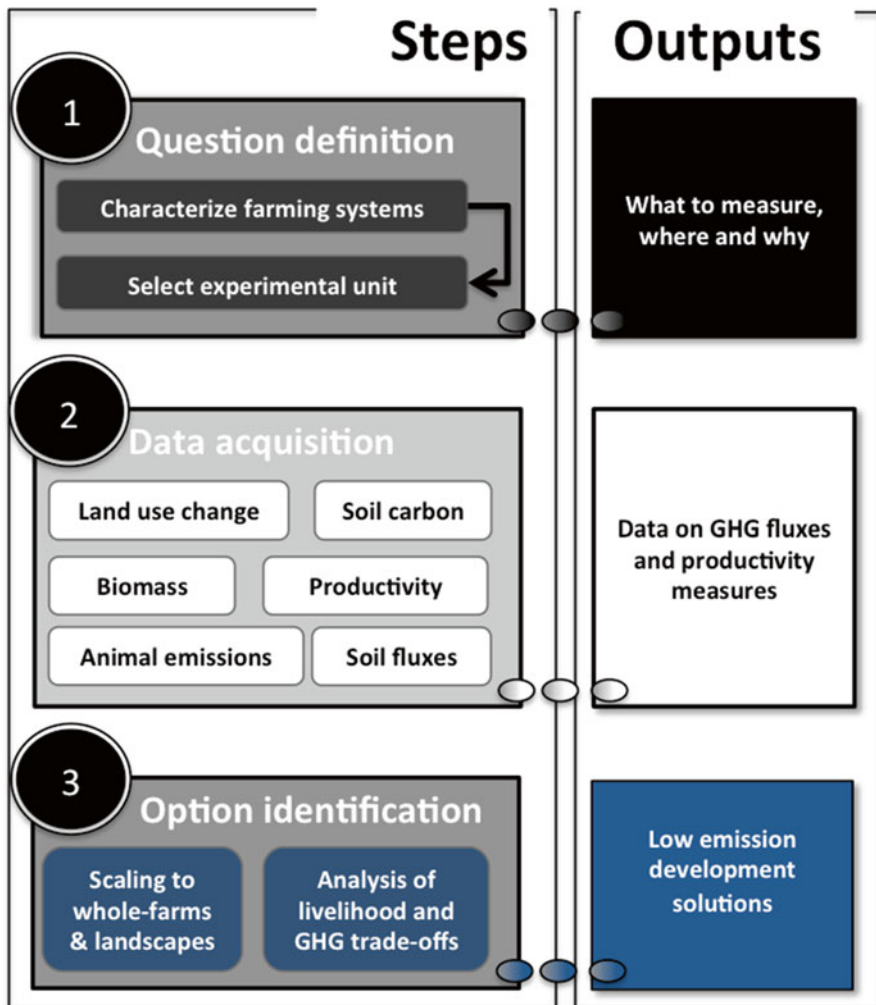 Steps
Outputs
1
Question definition
Characterize farming systems
Select experimental unit
What to measure,
where and why
2
Data acquisition
Land use change
Soil carbon
Biomass
Productivity
Animal emissions
Soil fluxes
Data on GHG fluxes
and productivity
measures
3
Option identification
Scaling to
whole-farms
& landscapes
Analysis of
livelihood and
GHG trade-offs
Low emission
development
solutions